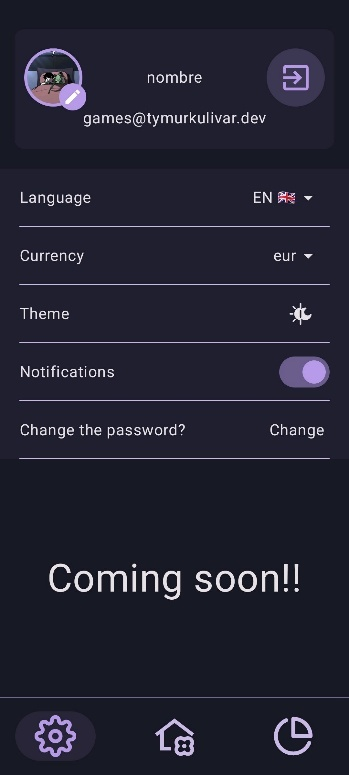 nombre
games@tymurkulivar.dev
Language EN 🇬🇧
Currency eur
Theme
Notifications
Change the password? Change
Coming soon!!